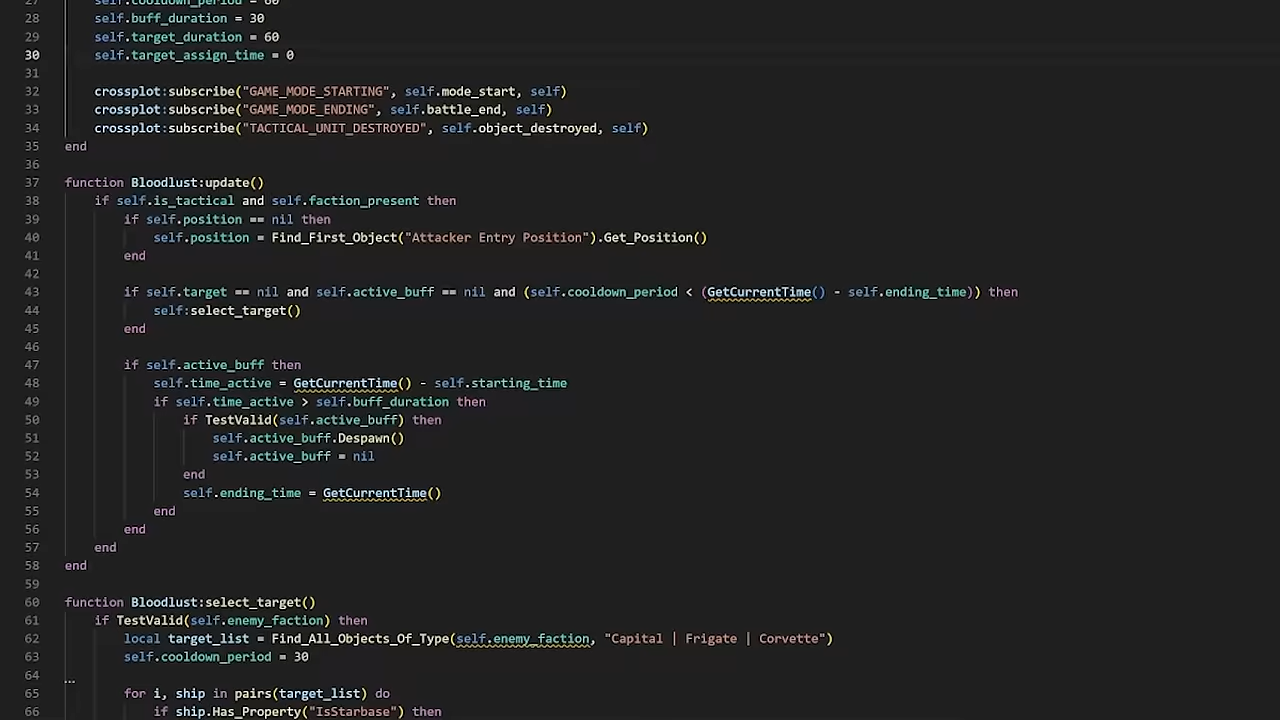 27 self.cooldown_period = 60
28 self.buff_duration = 30
29 self.target_duration = 60
30 self.target_assign_time = 0
31
32 crossplot:subscribe("GAME_MODE_STARTING", self.mode_start, self)
33 crossplot:subscribe("GAME_MODE_ENDING", self.battle_end, self)
34 crossplot:subscribe("TACTICAL_UNIT_DESTROYED", self.object_destroyed, self)
35 end
36
37 function Bloodlust:update()
38 if self.is_tactical and self.faction_present then
39 if self.position == nil then
40 self.position = Find_First_Object("Attacker Entry Position").Get_Position()
41 end
42
43 if self.target == nil and self.active_buff == nil and (self.cooldown_period < (GetCurrentTime() - self.ending_time)) then
44 self:select_target()
45 end
46
47 if self.active_buff then
48 self.time_active = GetCurrentTime() - self.starting_time
49 if self.time_active > self.buff_duration then
50 if TestValid(self.active_buff) then
51 self.active_buff.Despawn()
52 self.active_buff = nil
53 end
54 self.ending_time = GetCurrentTime()
55 end
56 end
57 end
58 end
59
60 function Bloodlust:select_target()
61 if TestValid(self.enemy_faction) then
62 local target_list = Find_All_Objects_Of_Type(self.enemy_faction, "Capital | Frigate | Corvette")
63 self.cooldown_period = 30
64 ...
65 for i, ship in pairs(target_list) do
66 if ship.Has_Property("IsStarbase") then